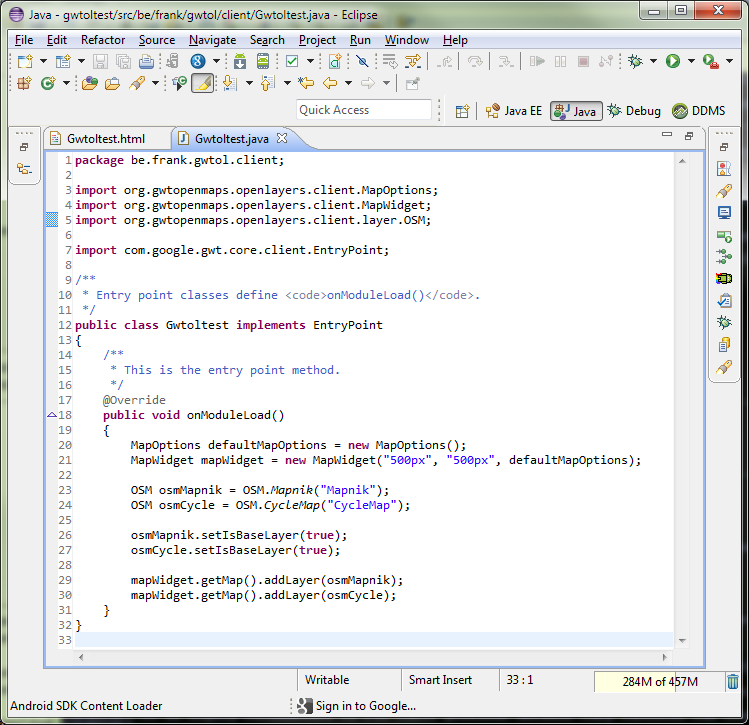 Java - gwtoltest/src/be/frank/gwtol/client/Gwtoltest.java - Eclipse
File Edit Refactor Source Navigate Search Project Run Window Help
Quick Access Java EE Java Debug DDMS
Gwtoltest.html Gwtoltest.java
1 package be.frank.gwtol.client;
2
3 import org.gwtopenmaps.openlayers.client.MapOptions;
4 import org.gwtopenmaps.openlayers.client.MapWidget;
5 import org.gwtopenmaps.openlayers.client.layer.OSM;
6
7 import com.google.gwt.core.client.EntryPoint;
8
9 /**
10  * Entry point classes define <code>onModuleLoad()</code>.
11  */
12 public class Gwtoltest implements EntryPoint
13 {
14     /**
15      * This is the entry point method.
16      */
17     @Override
18     public void onModuleLoad()
19     {
20         MapOptions defaultMapOptions = new MapOptions();
21         MapWidget mapWidget = new MapWidget("500px", "500px", defaultMapOptions);
22
23         OSM osmMapnik = OSM.Mapnik("Mapnik");
24         OSM osmCycle = OSM.CycleMap("CycleMap");
25
26         osmMapnik.setIsBaseLayer(true);
27         osmCycle.setIsBaseLayer(true);
28
29         mapWidget.getMap().addLayer(osmMapnik);
30         mapWidget.getMap().addLayer(osmCycle);
31     }
32 }
33
Writable Smart Insert 33 : 1 284M of 457M
Android SDK Content Loader Sign in to Google...